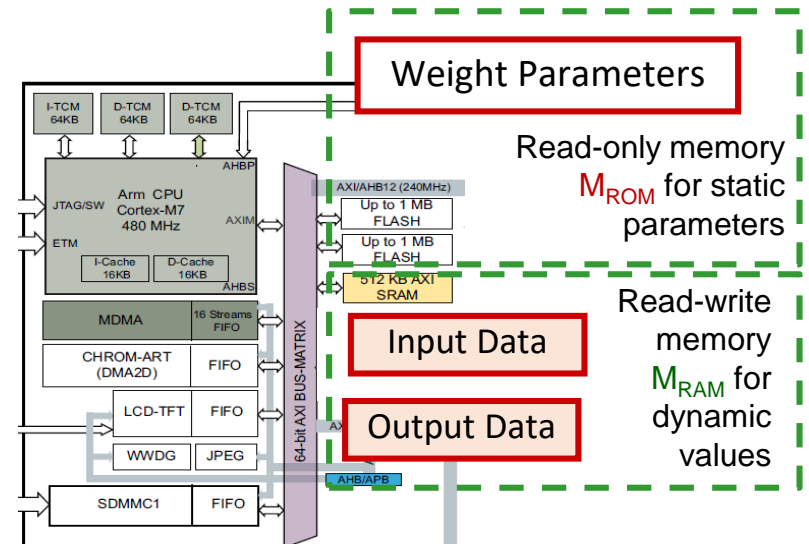 Weight Parameters
Read-only memory
M_ROM for static
parameters
I-TCM
64KB
D-TCM
64KB
D-TCM
64KB
AHBP
Arm CPU
Cortex-M7
480 MHz
JTAG/SW
AXIM
ETM
I-Cache
16KB
D-Cache
16KB
AHBS
AXI/AHB12 (240MHz)
Up to 1 MB
FLASH
Up to 1 MB
FLASH
512 KB AXI
SRAM
64-bit AXI BUS-MATRIX
MDMA
16 Streams
FIFO
CHROM-ART
(DMA2D)
FIFO
LCD-TFT
FIFO
WWDG
JPEG
SDMMC1
FIFO
AHB/APB
Input Data
Output Data
Read-write
memory
M_RAM for
dynamic
values